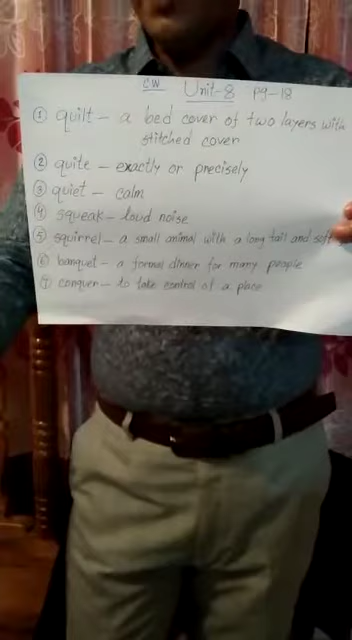 CW Unit-8 pg-18
① quilt - a bed cover of two layers with
stitched cover
② quite - exactly or precisely
③ quiet - calm
④ squeak - loud noise
⑤ squirrel - a small animal with a long tail and soft
⑥ banquet - a formal dinner for many people
⑦ conquer - to take control of a place